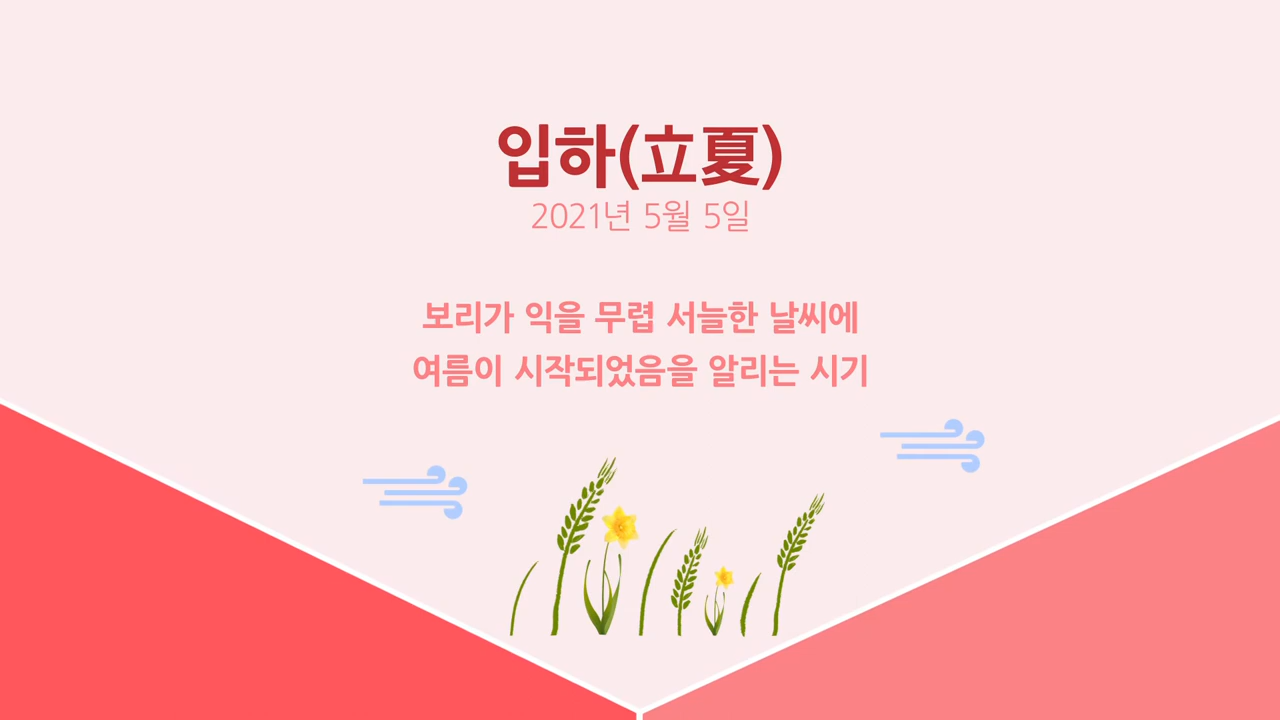 입하(立夏)
2021년 5월 5일
보리가 익을 무렵 서늘한 날씨에
여름이 시작되었음을 알리는 시기